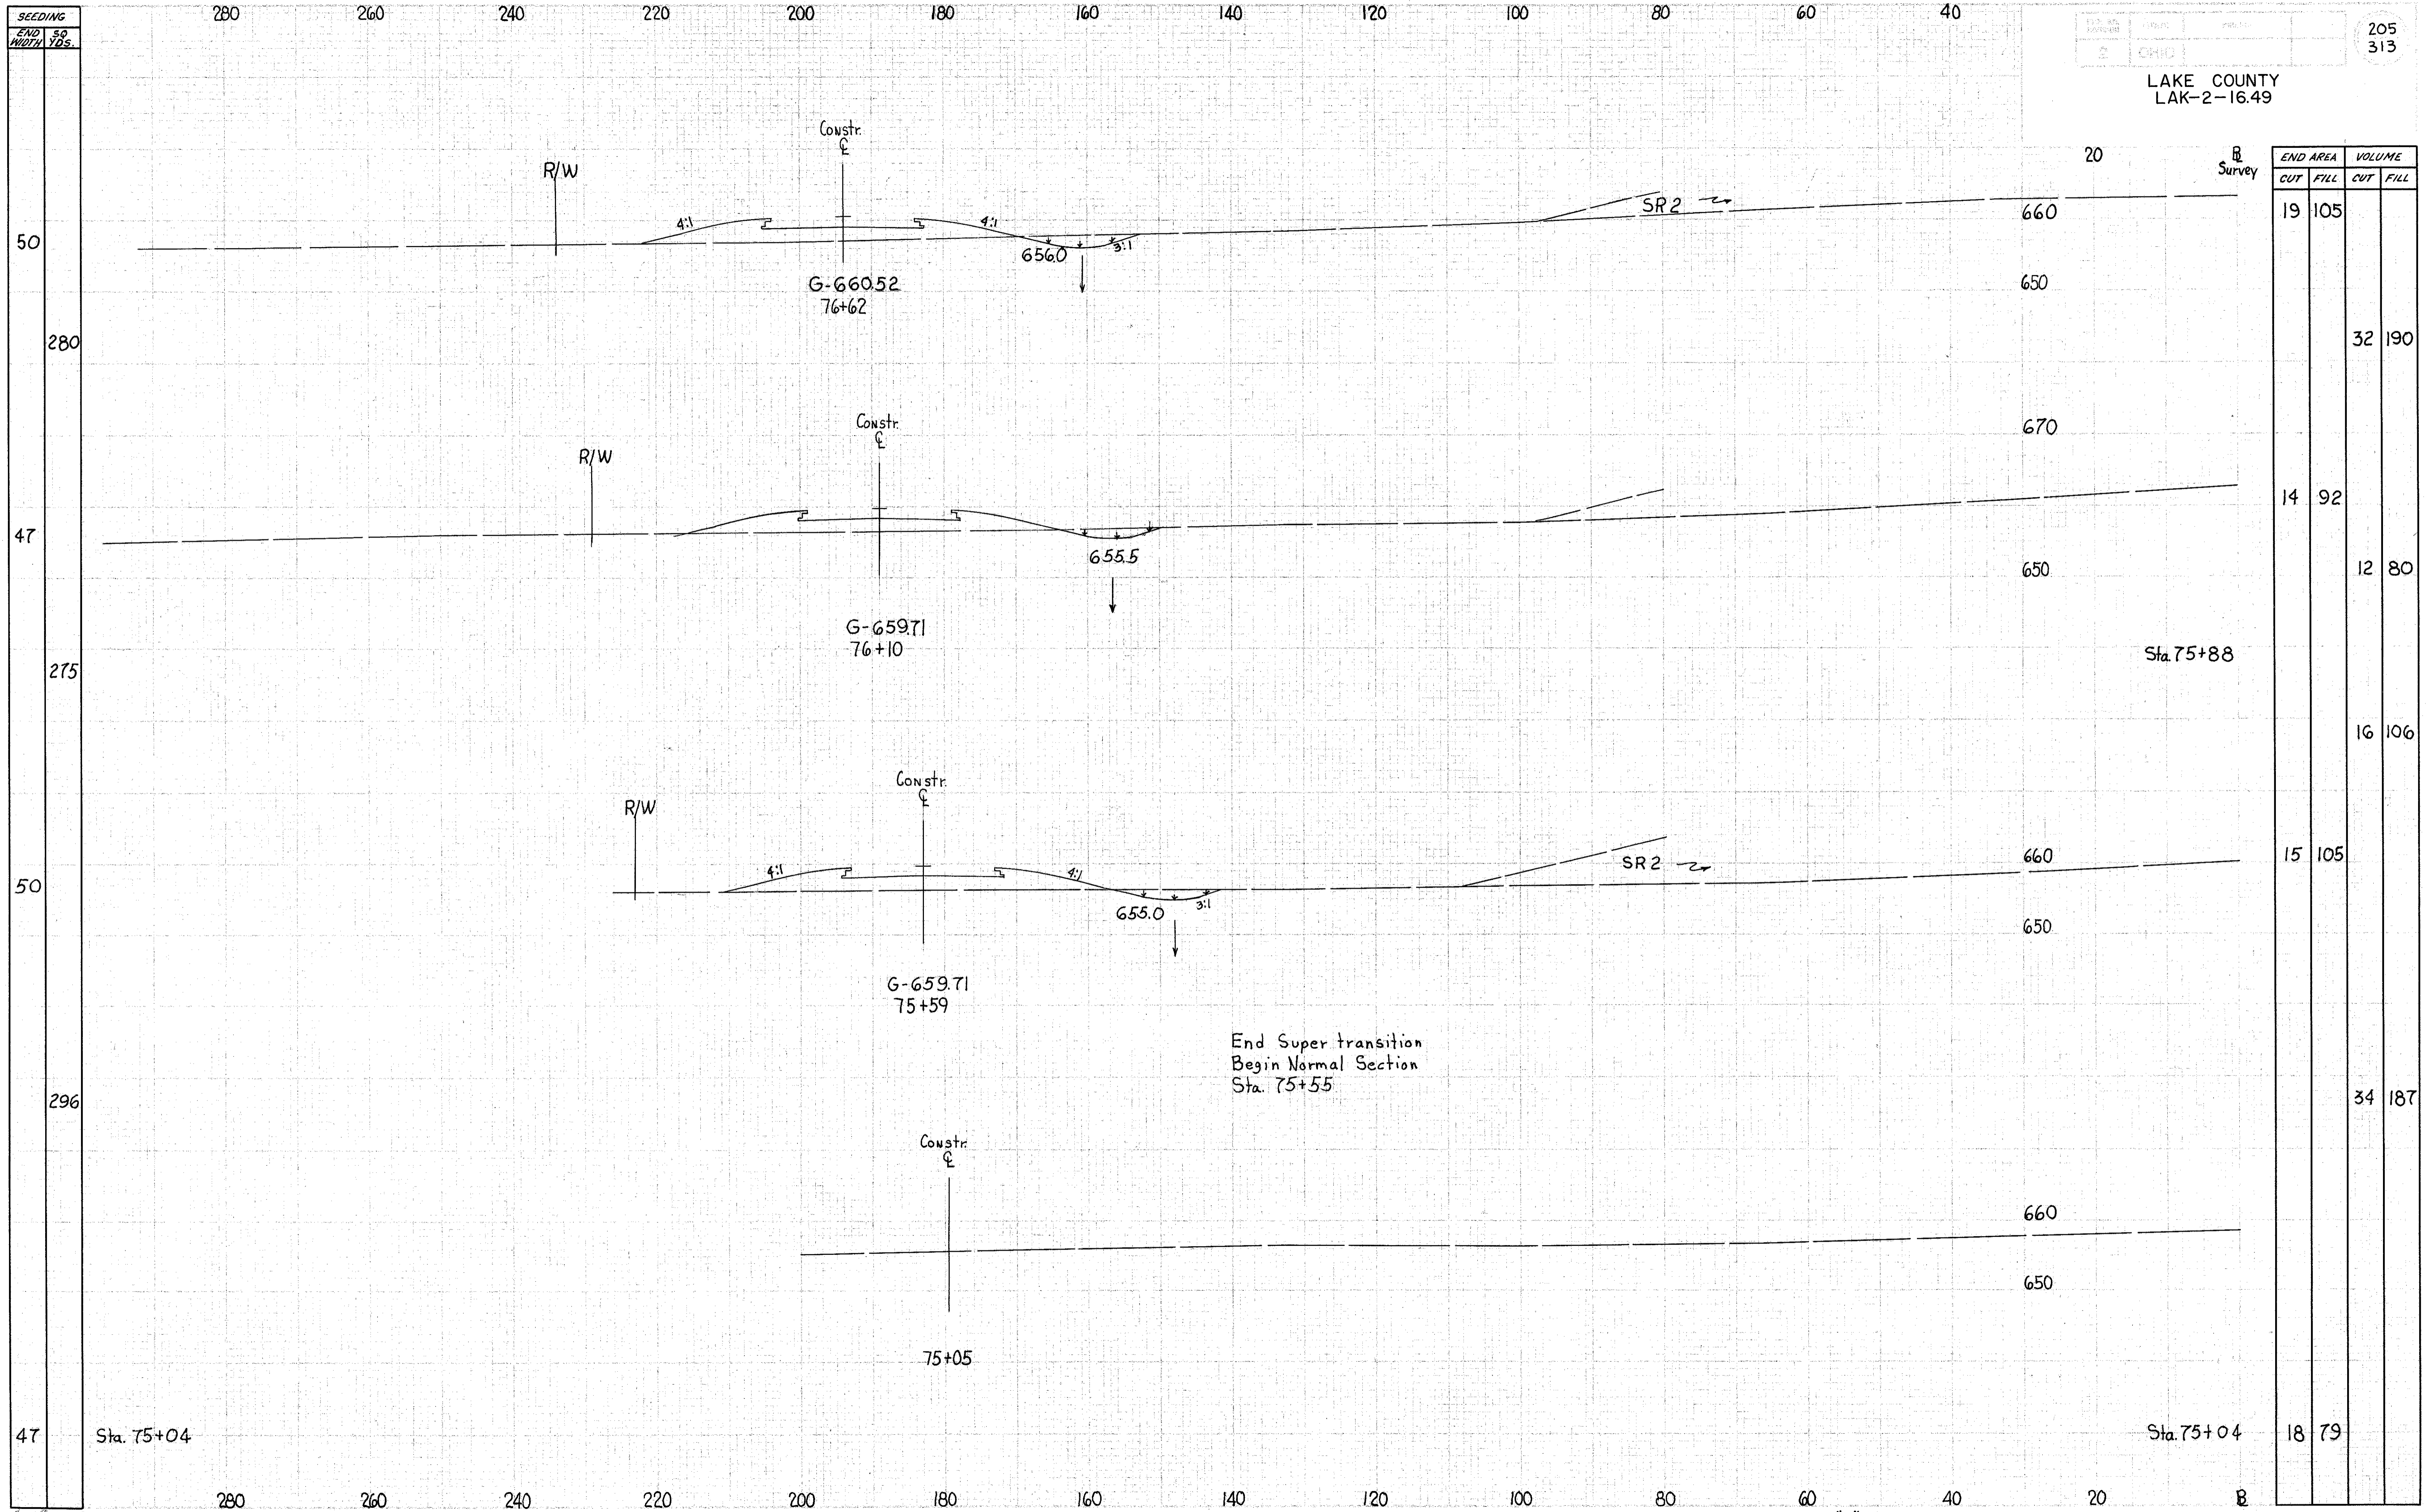 SEEDING
END WIDTH
SQ YDS.
280 260 240 220 200 180 160 140 120 100 80 60 40
OHIO
205
313
LAKE COUNTY
LAK-2-16.49
20 BL
Survey
END AREA VOLUME
CUT FILL CUT FILL
Constr.
CL
R/W
4:1 4:1
SR 2
660
19 105
50
656.0 3:1
G-660.52
76+62
650
280
32 190
Constr.
CL
670
R/W
14 92
47
655.5
650
12 80
G-659.71
76+10
Sta. 75+88
275
16 106
Constr.
CL
R/W
4:1 4:1
SR 2
660
15 105
50
655.0 3:1
650
G-659.71
75+59
End Super transition
Begin Normal Section
Sta. 75+55
296
34 187
Constr.
CL
660
650
75+05
47 Sta. 75+04 Sta. 75+04 18 79
280 260 240 220 200 180 160 140 120 100 80 60 40 20 BL